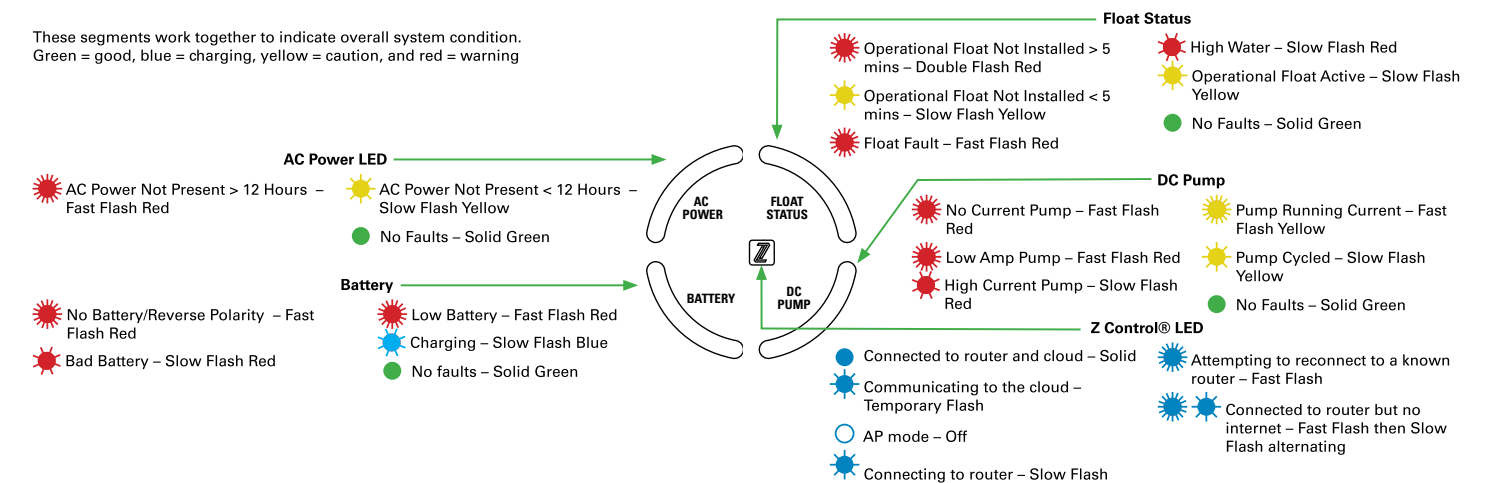 These segments work together to indicate overall system condition.
Green = good, blue = charging, yellow = caution, and red = warning
AC Power LED
AC Power Not Present > 12 Hours –
Fast Flash Red
AC Power Not Present < 12 Hours –
Slow Flash Yellow
No Faults – Solid Green
Battery
No Battery/Reverse Polarity – Fast
Flash Red
Bad Battery – Slow Flash Red
Low Battery – Fast Flash Red
Charging – Slow Flash Blue
No faults – Solid Green
AC
POWER
FLOAT
STATUS
Z
BATTERY
DC
PUMP
Float Status
Operational Float Not Installed > 5
mins – Double Flash Red
Operational Float Not Installed < 5
mins – Slow Flash Yellow
Float Fault – Fast Flash Red
High Water – Slow Flash Red
Operational Float Active – Slow Flash
Yellow
No Faults – Solid Green
DC Pump
No Current Pump – Fast Flash
Red
Low Amp Pump – Fast Flash Red
High Current Pump – Slow Flash
Red
Pump Running Current – Fast
Flash Yellow
Pump Cycled – Slow Flash
Yellow
No Faults – Solid Green
Z Control® LED
Connected to router and cloud – Solid
Communicating to the cloud –
Temporary Flash
AP mode – Off
Connecting to router – Slow Flash
Attempting to reconnect to a known
router – Fast Flash
Connected to router but no
internet – Fast Flash then Slow
Flash alternating